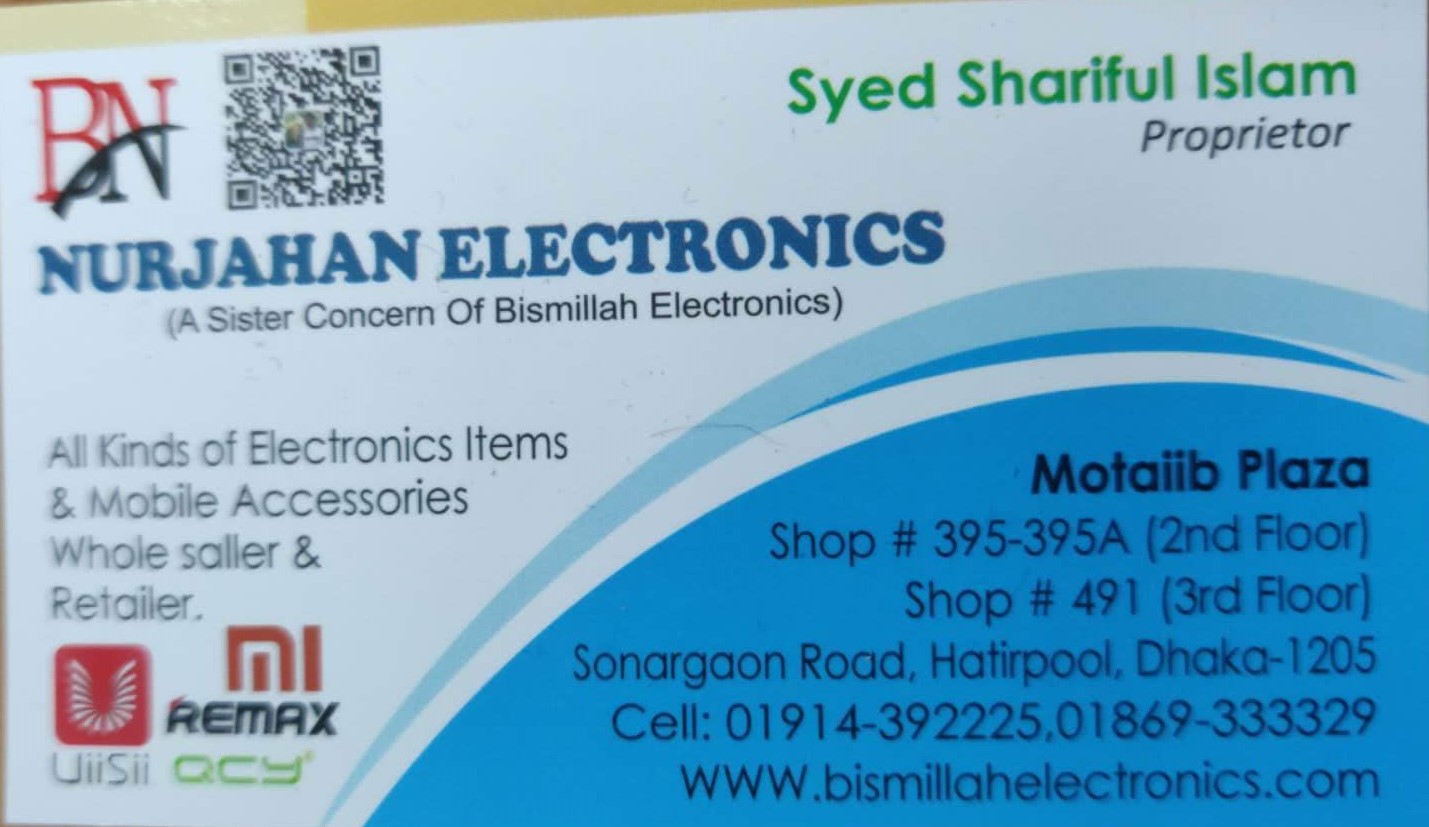 BN
Syed Shariful Islam
Proprietor
NURJAHAN ELECTRONICS
(A Sister Concern Of Bismillah Electronics)
All Kinds of Electronics Items
& Mobile Accessories
Whole saller &
Retailer.
MI
REMAX
UiiSii QCY
Motaiib Plaza
Shop # 395-395A (2nd Floor)
Shop # 491 (3rd Floor)
Sonargaon Road, Hatirpool, Dhaka-1205
Cell: 01914-392225,01869-333329
WWW.bismillahelectronics.com